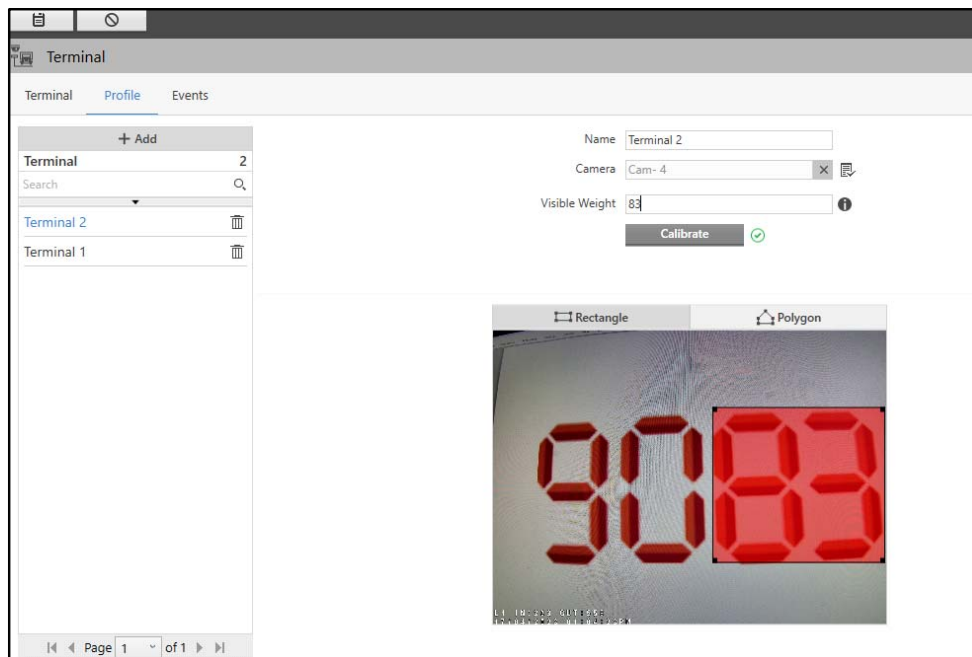 Terminal
Terminal Profile Events
+ Add
Terminal 2
Search
Terminal 2
Terminal 1
Page 1 of 1
Name Terminal 2
Camera Cam- 4
Visible Weight 83
Calibrate
Rectangle Polygon
9083